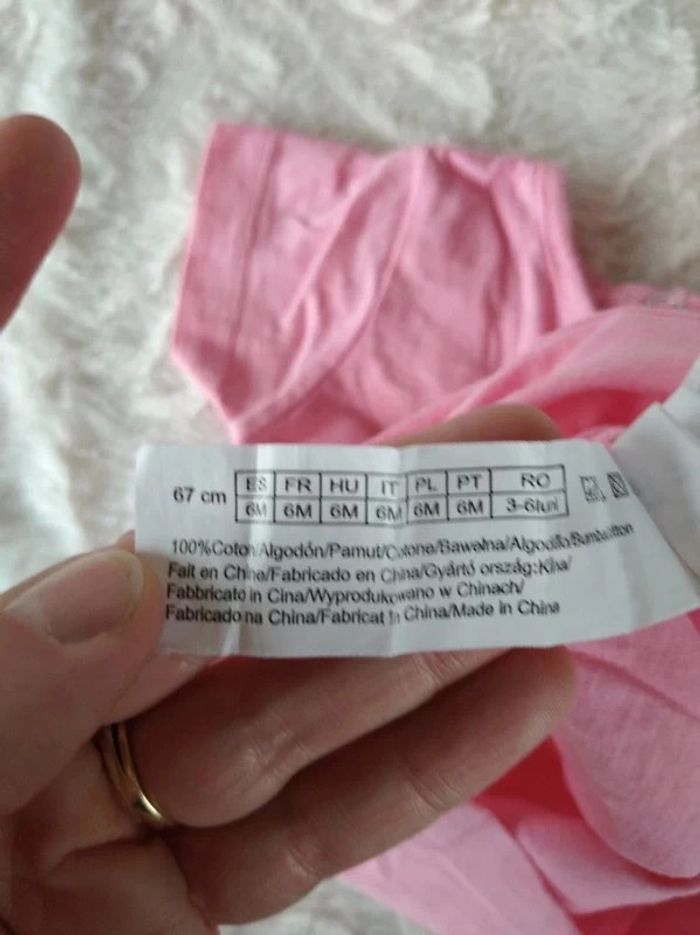 67 cm ES FR HU IT PL PT RO
6M 6M 6M 6M 6M 6M 3-6luni
100%Coton/Algodón/Pamut/Cotone/Bawełna/Algodão/Bumbac/Cotton
Fait en Chine/Fabricado en China/Gyártó ország:Kína/
Fabbricato in Cina/Wyprodukowano w Chinach/
Fabricado na China/Fabricat în China/Made in China